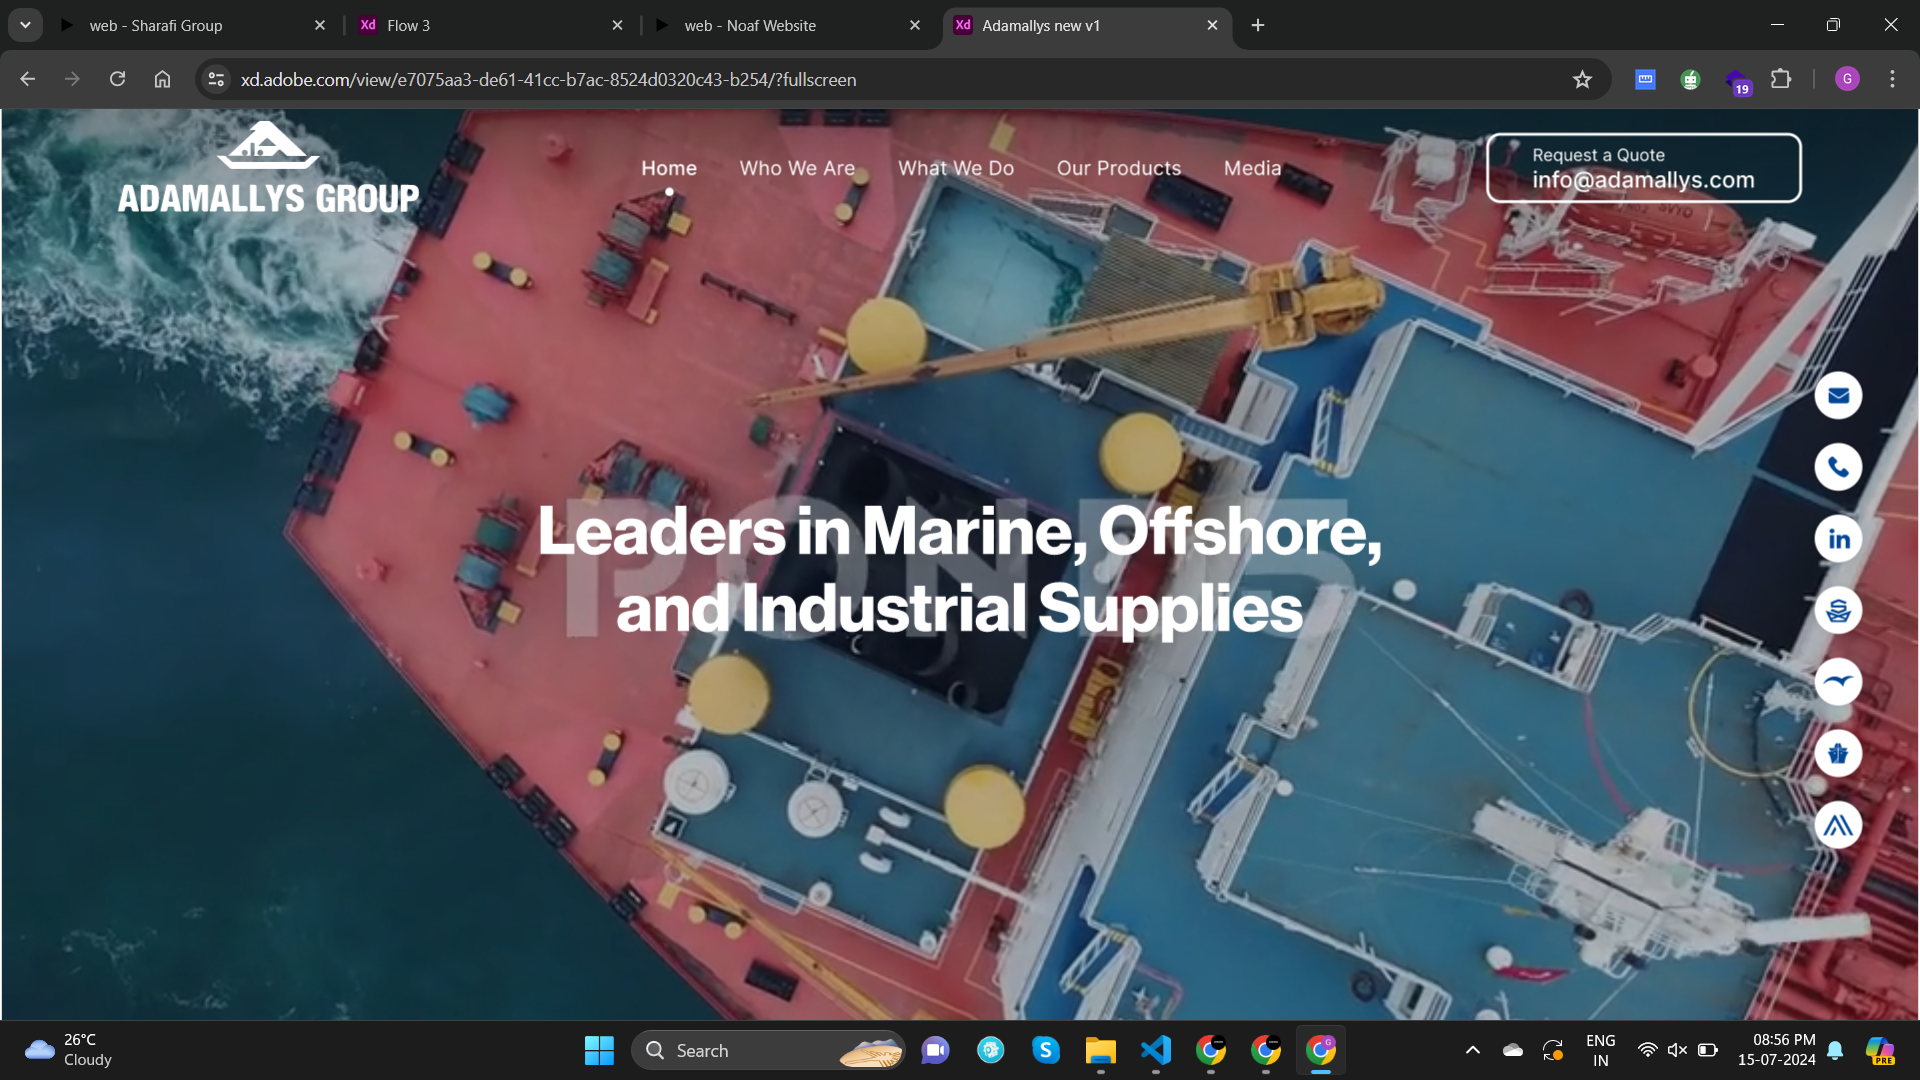 web - Sharafi Group
Xd Flow 3
web - Noaf Website
Xd Adamallys new v1
xd.adobe.com/view/e7075aa3-de61-41cc-b7ac-8524d0320c43-b254/?fullscreen
19
G
ADAMALLYS GROUP
Home
Who We Are
What We Do
Our Products
Media
Request a Quote
info@adamallys.com
in
Leaders in Marine, Offshore,
and Industrial Supplies
26°C
Cloudy
Search
S
G
ENG
IN
08:56 PM
15-07-2024
PRE